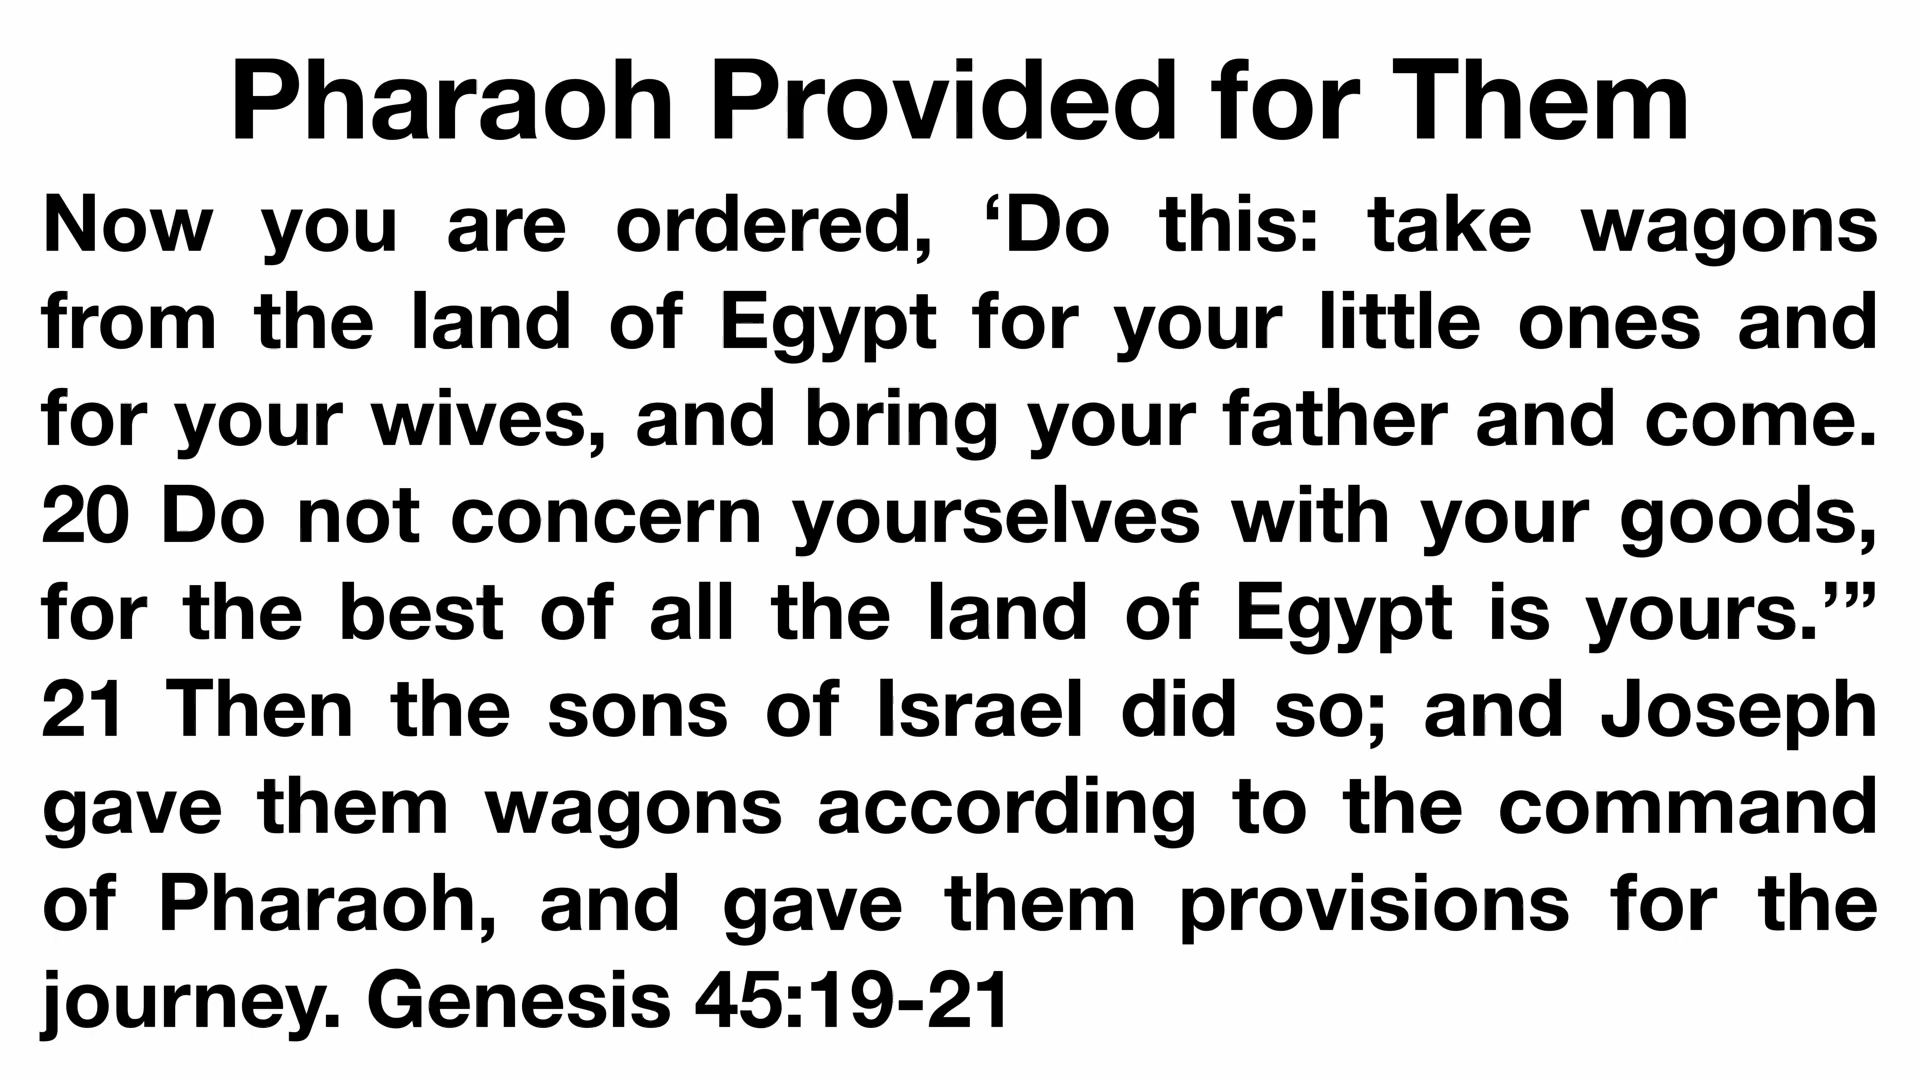 Pharaoh Provided for Them
Now you are ordered, ‘Do this: take wagons
from the land of Egypt for your little ones and
for your wives, and bring your father and come.
20 Do not concern yourselves with your goods,
for the best of all the land of Egypt is yours.’”
21 Then the sons of Israel did so; and Joseph
gave them wagons according to the command
of Pharaoh, and gave them provisions for the
journey. Genesis 45:19-21